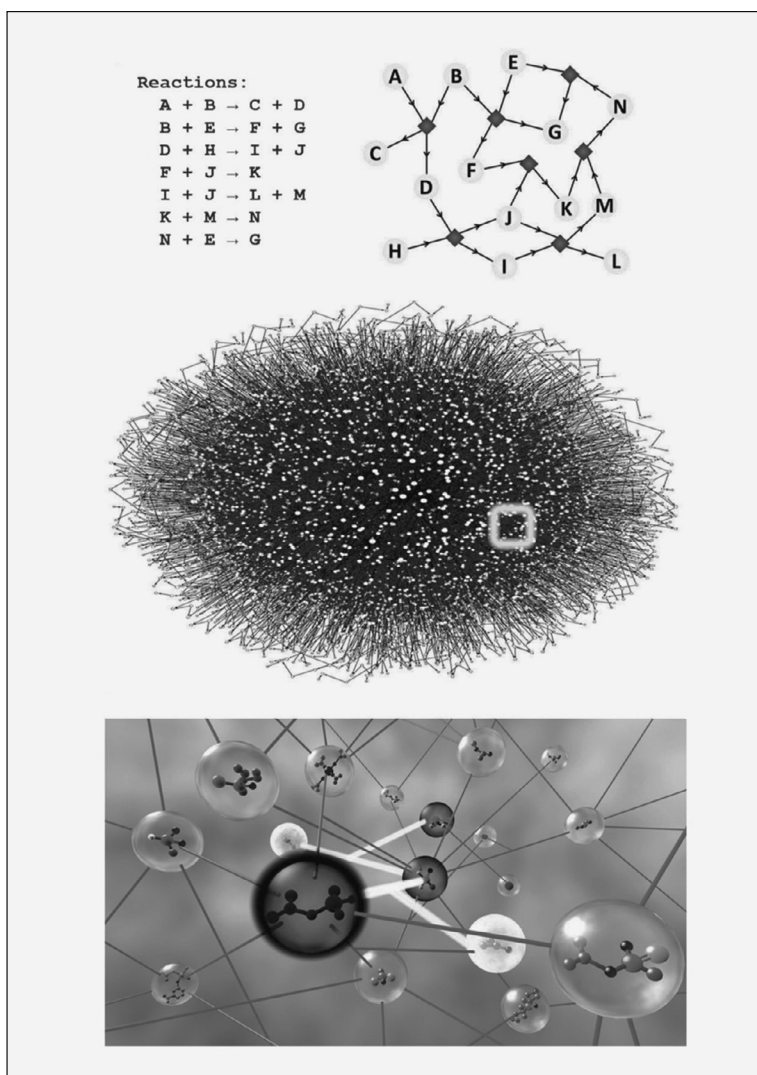 Reactions:
A + B → C + D
B + E → F + G
D + H → I + J
F + J → K
I + J → L + M
K + M → N
N + E → G
A
B
E
N
G
C
F
D
K
M
J
H
I
L